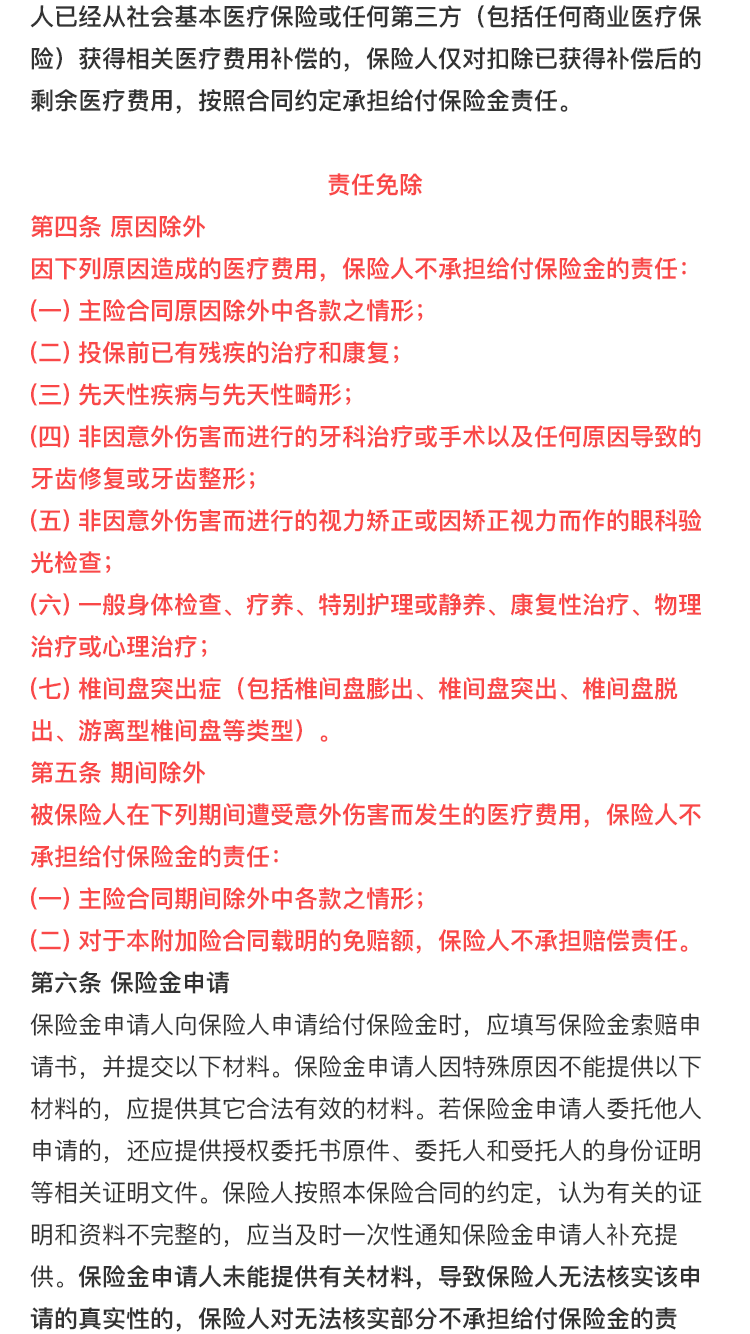 人已经从社会基本医疗保险或任何第三方（包括任何商业医疗保
险）获得相关医疗费用补偿的，保险人仅对扣除已获得补偿后的
剩余医疗费用，按照合同约定承担给付保险金责任。
责任免除
第四条 原因除外
因下列原因造成的医疗费用，保险人不承担给付保险金的责任：
(一) 主险合同原因除外中各款之情形；
(二) 投保前已有残疾的治疗和康复；
(三) 先天性疾病与先天性畸形；
(四) 非因意外伤害而进行的牙科治疗或手术以及任何原因导致的
牙齿修复或牙齿整形；
(五) 非因意外伤害而进行的视力矫正或因矫正视力而作的眼科验
光检查；
(六) 一般身体检查、疗养、特别护理或静养、康复性治疗、物理
治疗或心理治疗；
(七) 椎间盘突出症（包括椎间盘膨出、椎间盘突出、椎间盘脱
出、游离型椎间盘等类型）。
第五条 期间除外
被保险人在下列期间遭受意外伤害而发生的医疗费用，保险人不
承担给付保险金的责任：
(一) 主险合同期间除外中各款之情形；
(二) 对于本附加险合同载明的免赔额，保险人不承担赔偿责任。
第六条 保险金申请
保险金申请人向保险人申请给付保险金时，应填写保险金索赔申
请书，并提交以下材料。保险金申请人因特殊原因不能提供以下
材料的，应提供其它合法有效的材料。若保险金申请人委托他人
申请的，还应提供授权委托书原件、委托人和受托人的身份证明
等相关证明文件。保险人按照本保险合同的约定，认为有关的证
明和资料不完整的，应当及时一次性通知保险金申请人补充提
供。保险金申请人未能提供有关材料，导致保险人无法核实该申
请的真实性的，保险人对无法核实部分不承担给付保险金的责